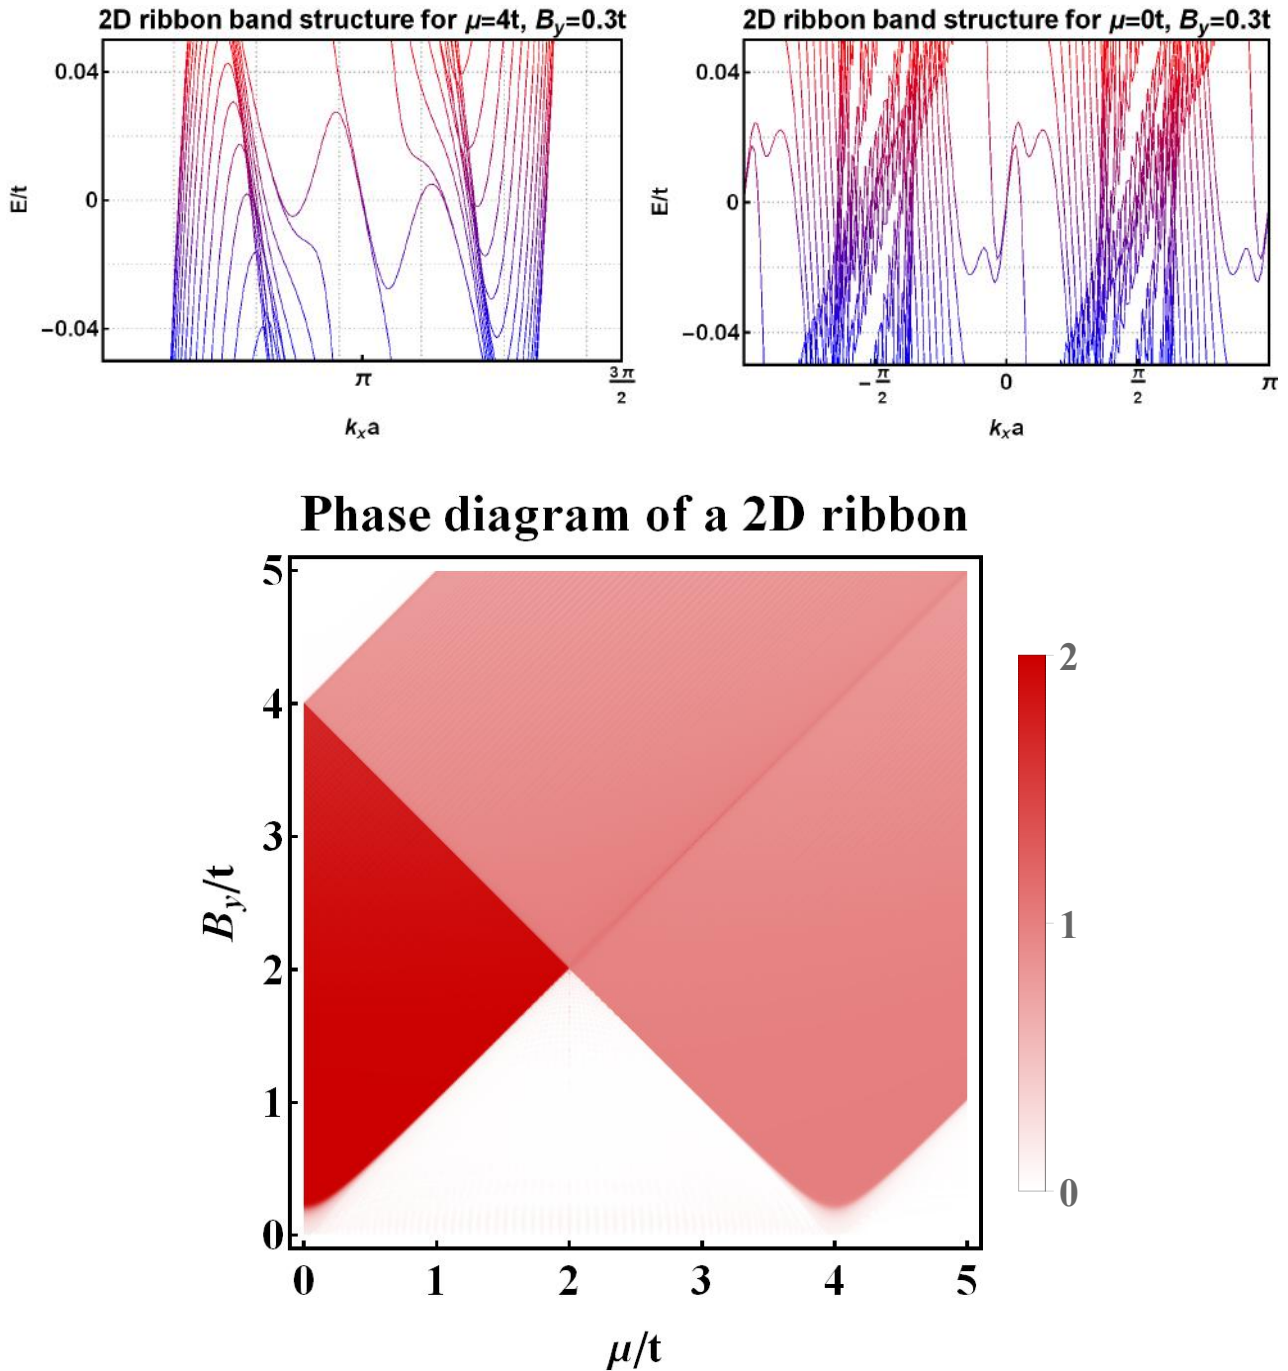 2D ribbon band structure for μ=4t, B_y=0.3t
0.04
0
−0.04
E/t
π
3π/2
k_x a
2D ribbon band structure for μ=0t, B_y=0.3t
0.04
0
−0.04
E/t
−π/2
0
π/2
π
k_x a
Phase diagram of a 2D ribbon
5
4
3
2
1
0
B_y/t
0 1 2 3 4 5
μ/t
2
1
0